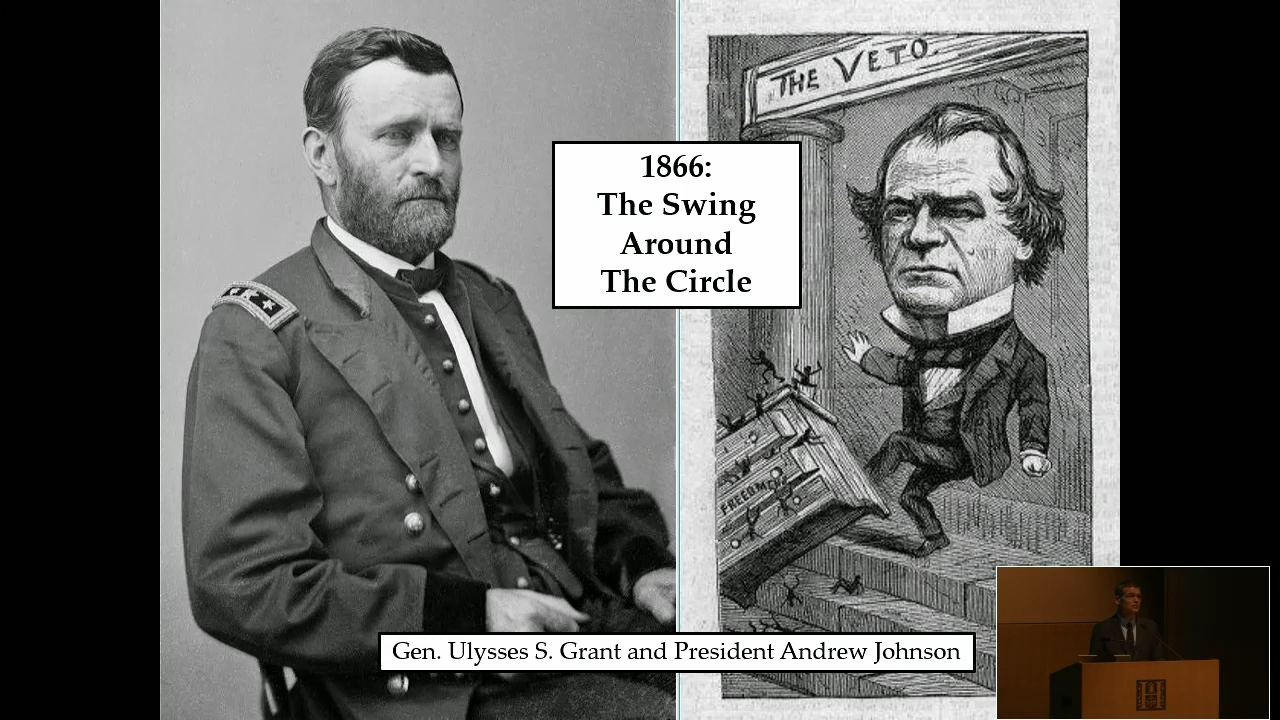 THE VETO.
1866:
The Swing
Around
The Circle
FREEDMEN
Gen. Ulysses S. Grant and President Andrew Johnson